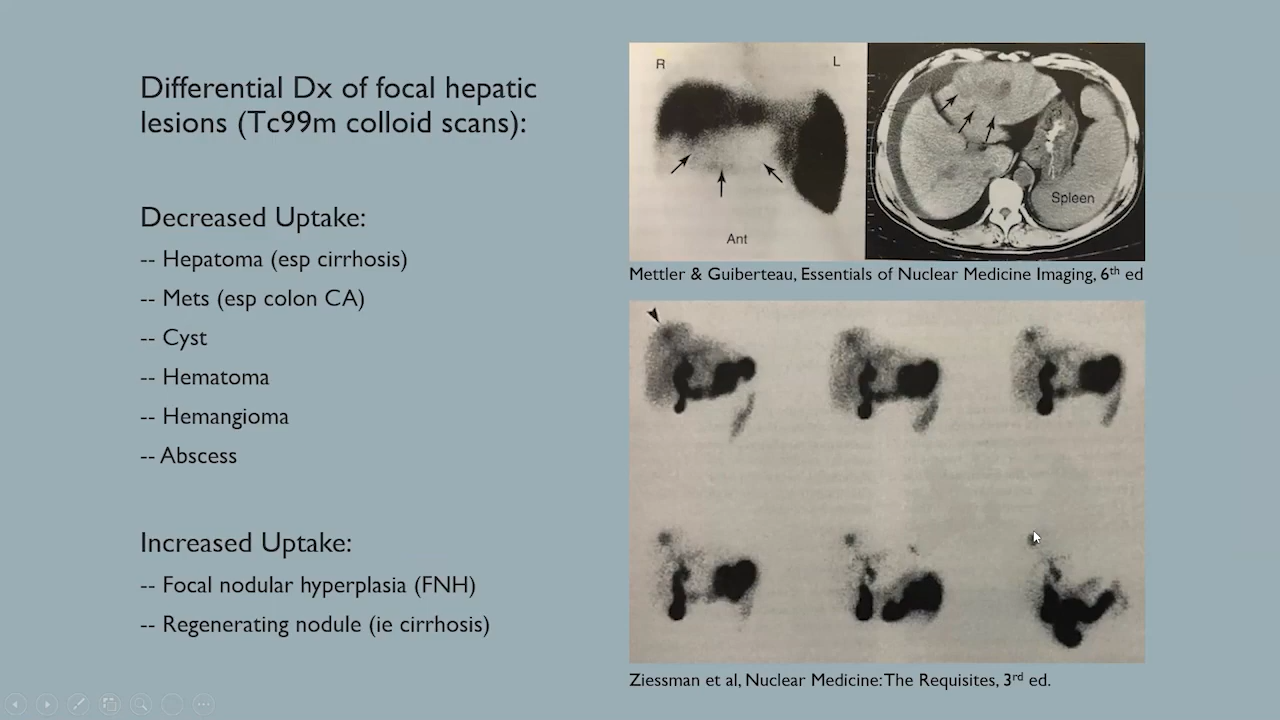 Differential Dx of focal hepatic
lesions (Tc99m colloid scans):
Decreased Uptake:
-- Hepatoma (esp cirrhosis)
-- Mets (esp colon CA)
-- Cyst
-- Hematoma
-- Hemangioma
-- Abscess
Increased Uptake:
-- Focal nodular hyperplasia (FNH)
-- Regenerating nodule (ie cirrhosis)
R
L
Ant
Spleen
Mettler & Guiberteau, Essentials of Nuclear Medicine Imaging, 6th ed
Ziessman et al, Nuclear Medicine: The Requisites, 3rd ed.